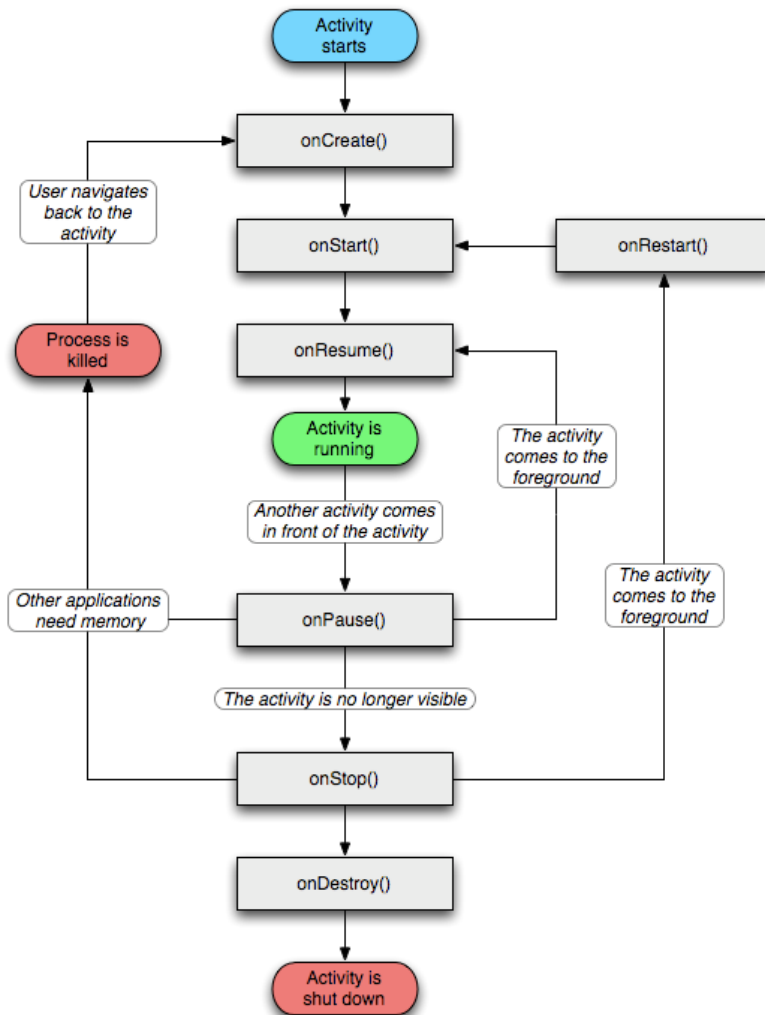 Activity
starts
onCreate()
User navigates
back to the
activity
onStart()
onRestart()
Process is
killed
onResume()
Activity is
running
The activity
comes to the
foreground
Another activity comes
in front of the activity
The activity
comes to the
foreground
Other applications
need memory
onPause()
The activity is no longer visible
onStop()
onDestroy()
Activity is
shut down